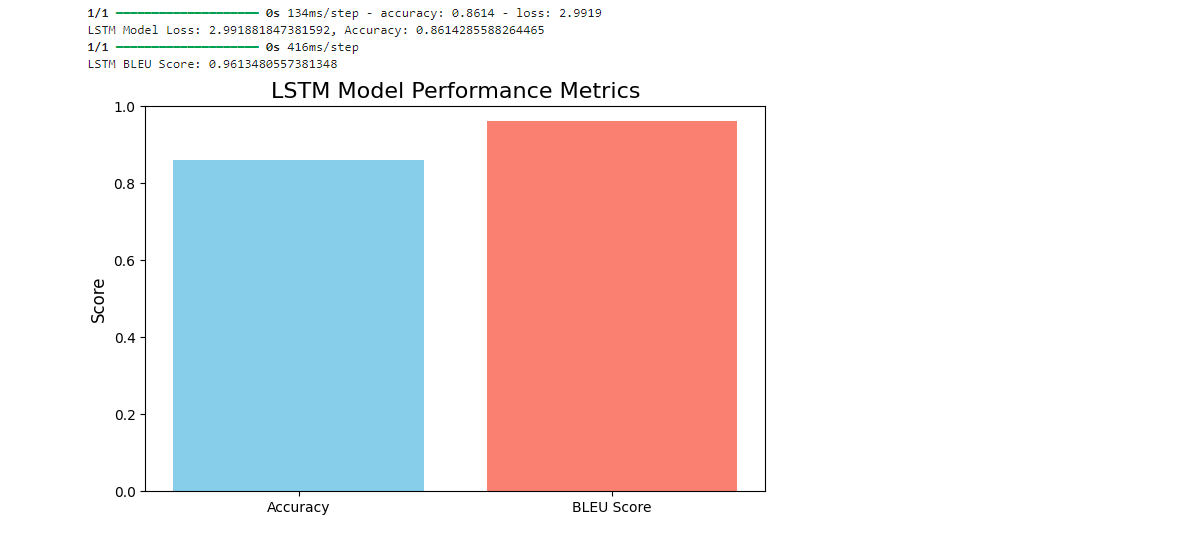 1/1 ━━━━━━━━━━━━━━━━━━━━ 0s 134ms/step - accuracy: 0.8614 - loss: 2.9919
LSTM Model Loss: 2.991881847381592, Accuracy: 0.8614285588264465
1/1 ━━━━━━━━━━━━━━━━━━━━ 0s 416ms/step
LSTM BLEU Score: 0.9613480557381348
LSTM Model Performance Metrics
1.0
0.8
0.6
Score
0.4
0.2
0.0
Accuracy BLEU Score